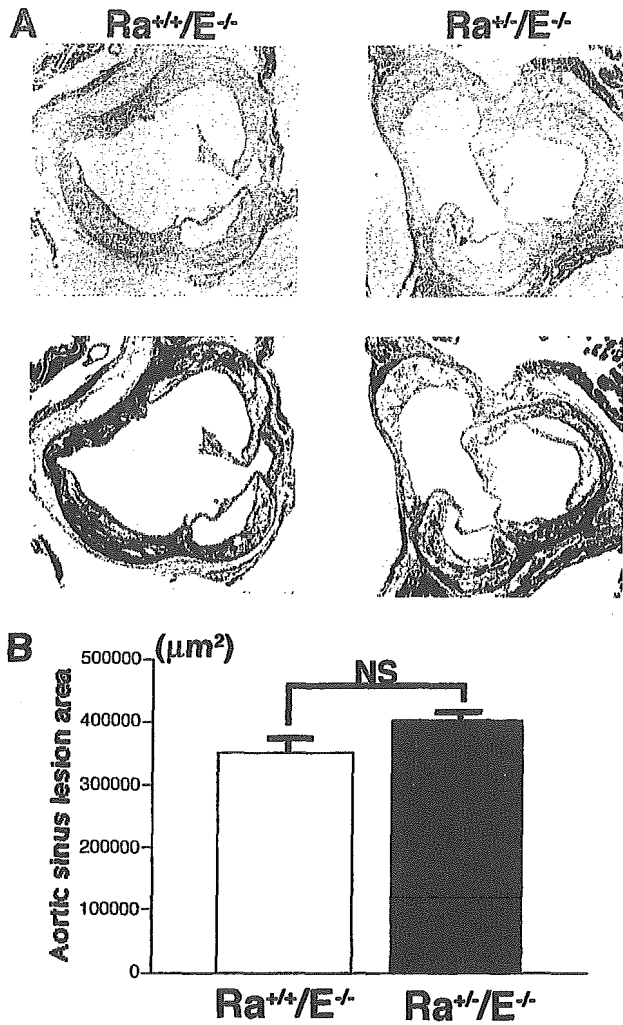 A
Ra+/+/E-/-
Ra+/-/E-/-
B
(μm²)
500000
400000
300000
200000
100000
0
Aortic sinus lesion area
NS
Ra+/+/E-/-
Ra+/-/E-/-